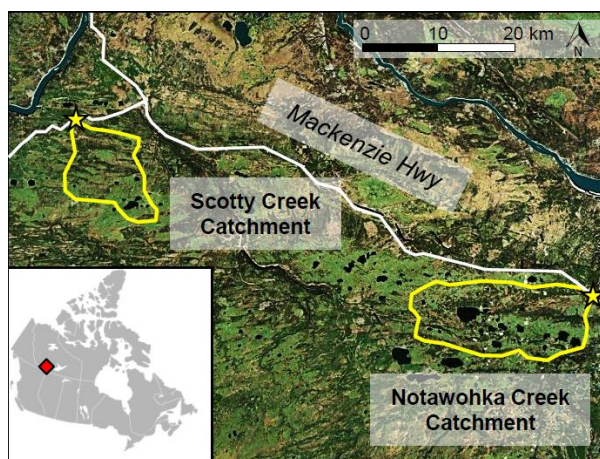 0 10 20 km
N
Mackenzie Hwy
Scotty Creek
Catchment
Notawohka Creek
Catchment